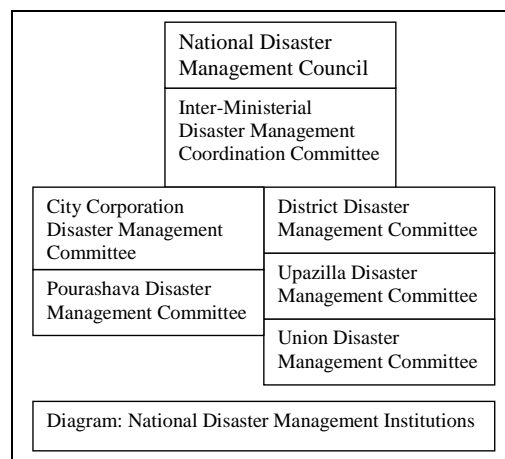 National Disaster
Management Council
Inter-Ministerial
Disaster Management
Coordination Committee
City Corporation
Disaster Management
Committee
Pourashava Disaster
Management Committee
District Disaster
Management Committee
Upazilla Disaster
Management Committee
Union Disaster
Management Committee
Diagram: National Disaster Management Institutions